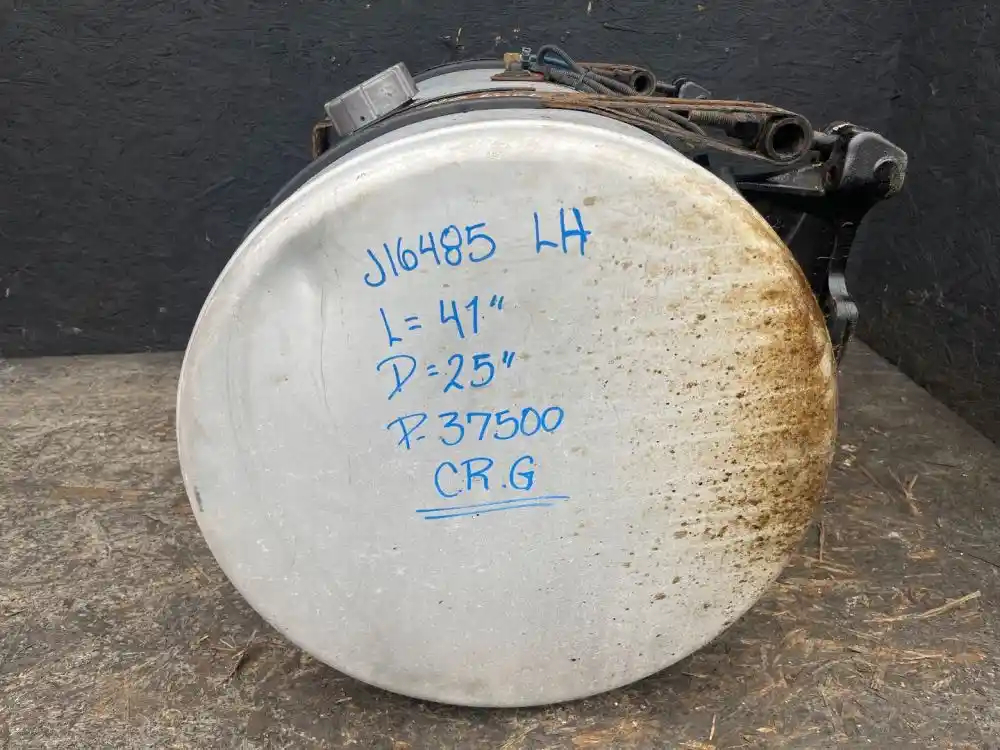 J16485 LH
L= 41"
D=25"
P-37500
CR.G